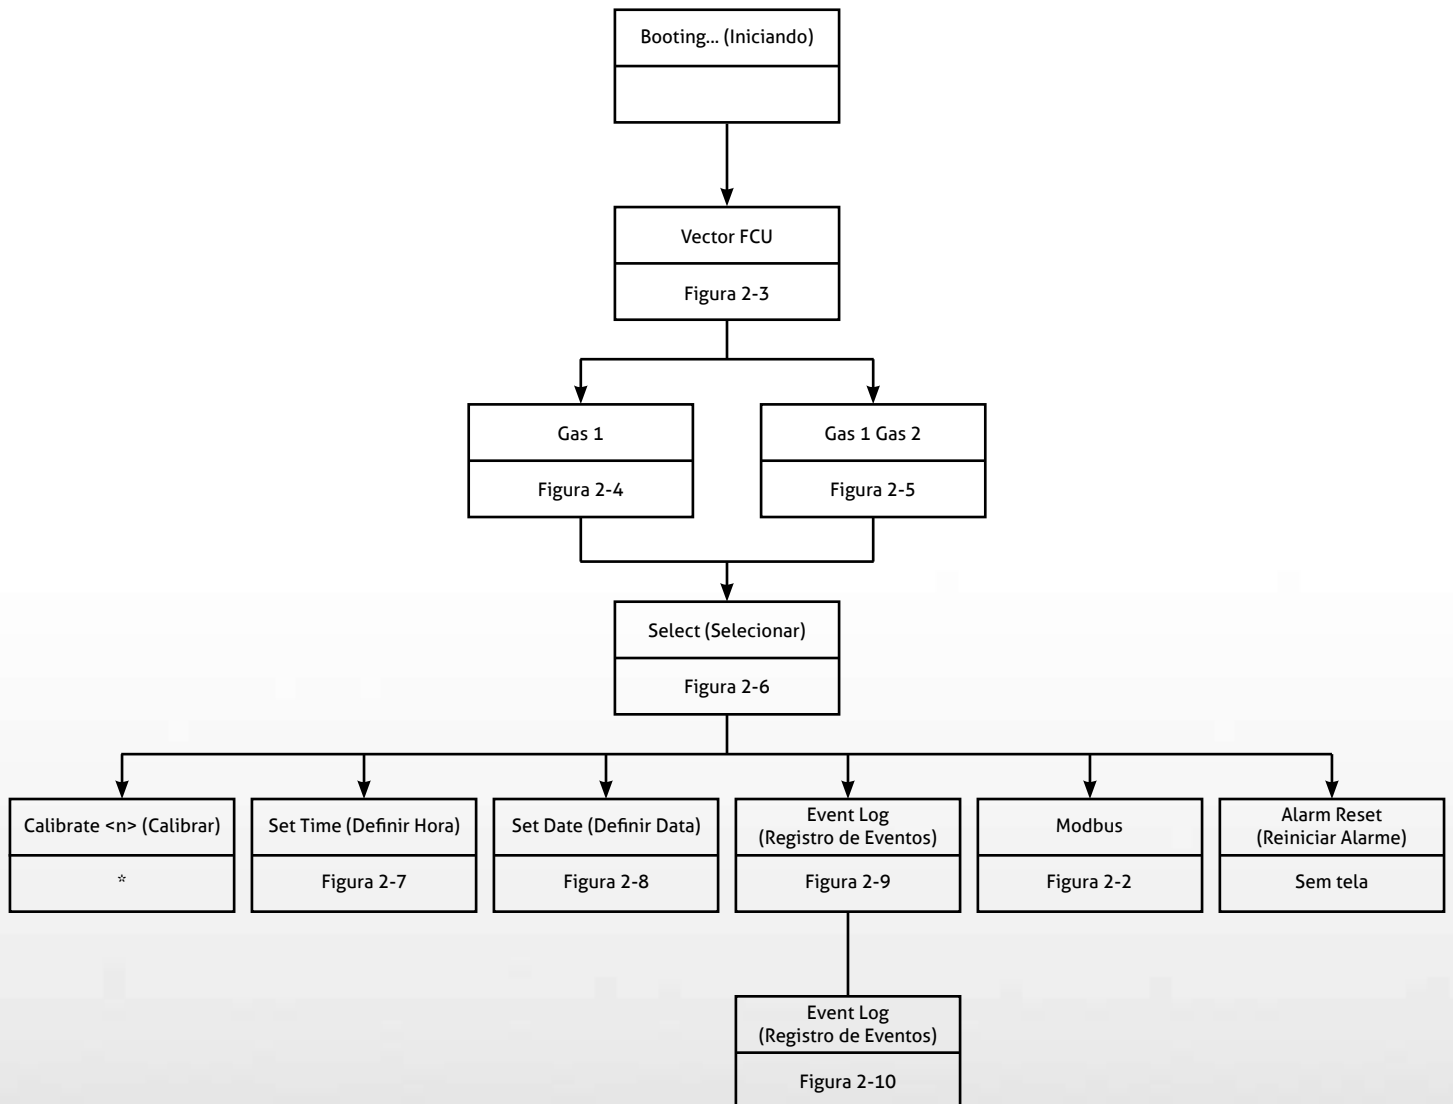 Booting... (Iniciando)
Vector FCU
Figura 2-3
Gas 1
Figura 2-4
Gas 1 Gas 2
Figura 2-5
Select (Selecionar)
Figura 2-6
Calibrate <n> (Calibrar)
*
Set Time (Definir Hora)
Figura 2-7
Set Date (Definir Data)
Figura 2-8
Event Log
(Registro de Eventos)
Figura 2-9
Modbus
Figura 2-2
Alarm Reset
(Reiniciar Alarme)
Sem tela
Event Log
(Registro de Eventos)
Figura 2-10